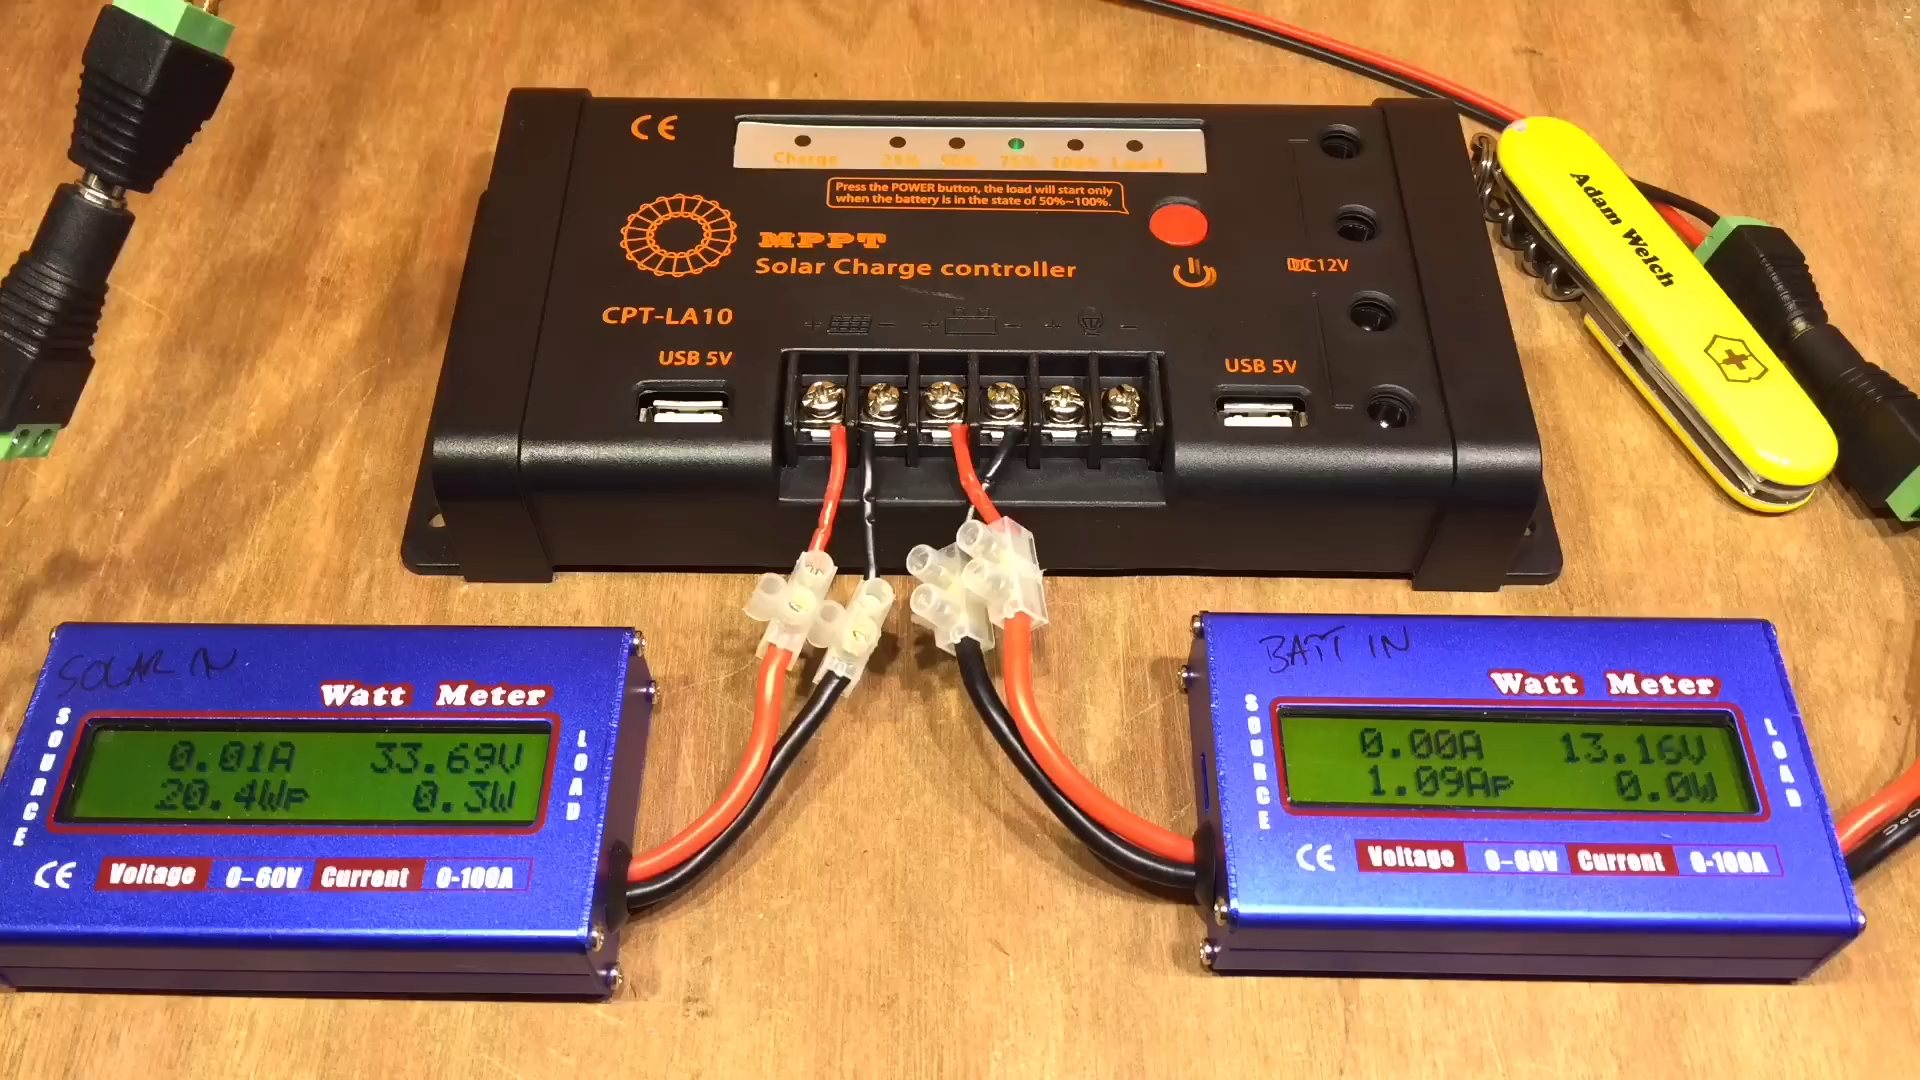 CE
Charge 25% 50% 75% 100% Load
Press the POWER button, the load will start only
when the battery is in the state of 50%~100%.
MPPT
Solar Charge controller
DC12V
CPT-LA10
USB 5V
USB 5V
Adam Welch
SOLAR IN
Watt Meter
SOURCE
LOAD
0.01A 33.69V
20.4Wp 0.3W
CE Voltage 0-60V Current 0-100A
BATT IN
Watt Meter
SOURCE
LOAD
0.00A 13.16V
1.09Ap 0.0W
CE Voltage 0-60V Current 0-100A